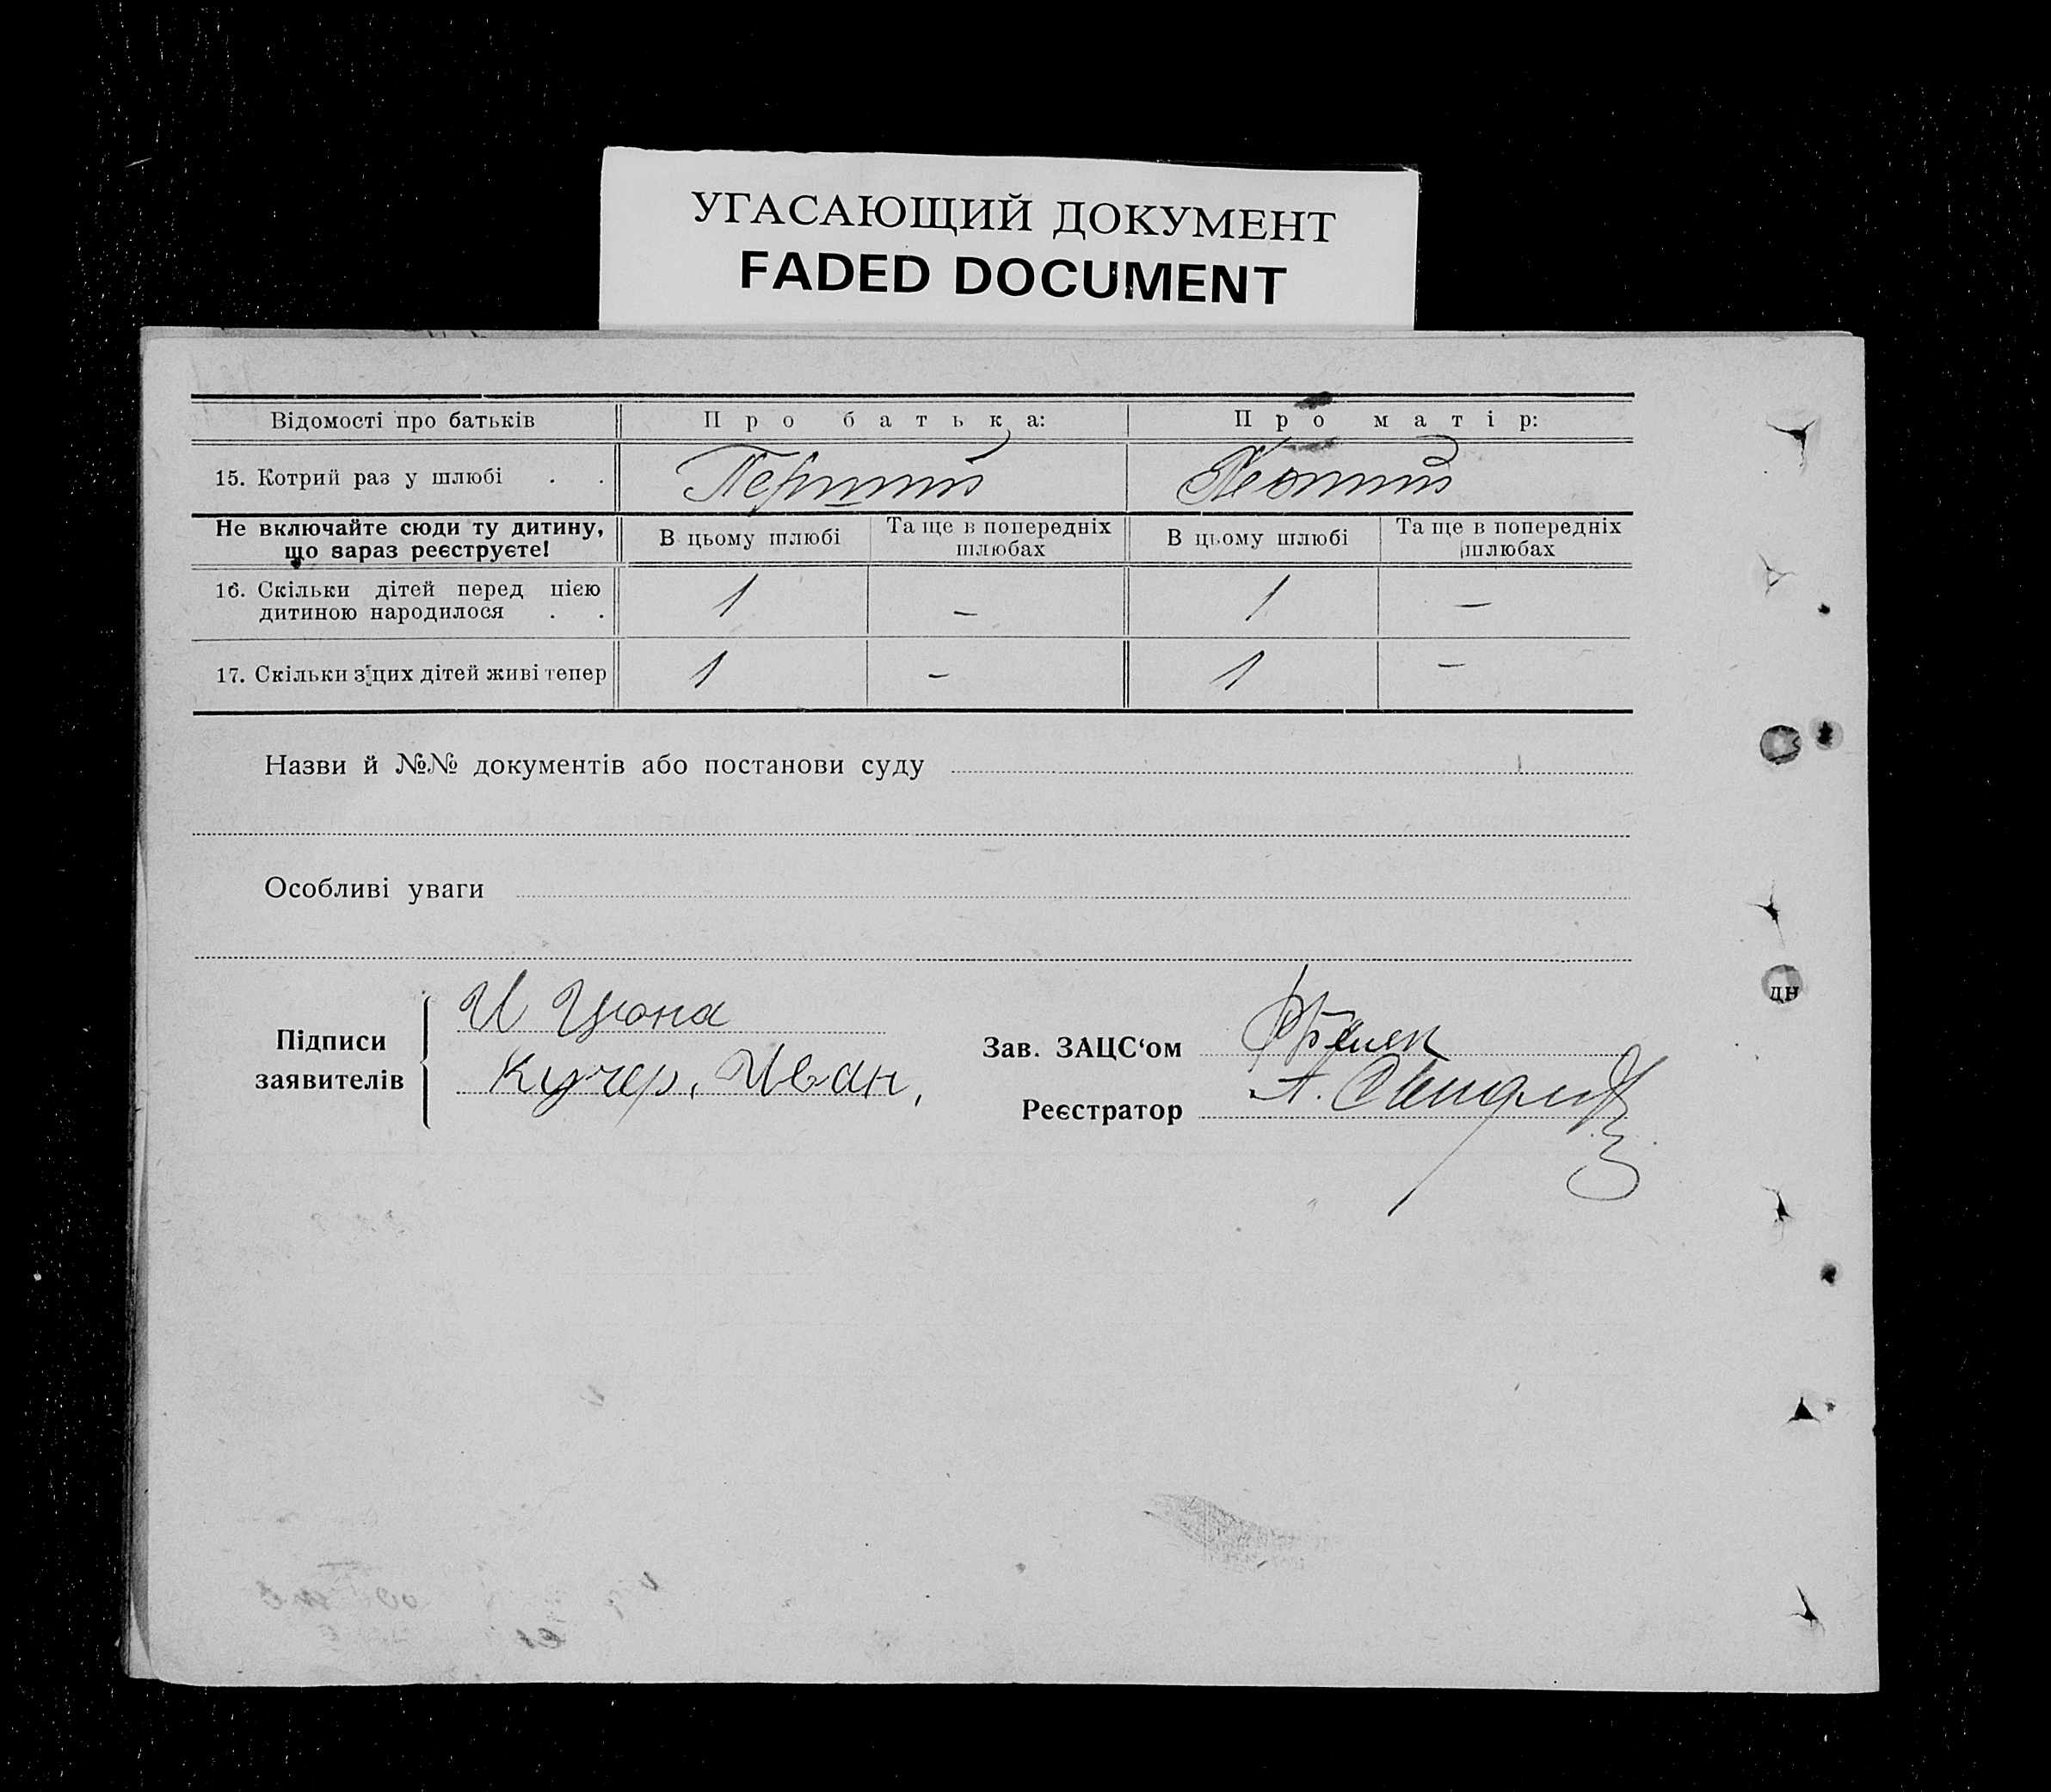 УГАСАЮЩИЙ ДОКУМЕНТ
FADED DOCUMENT
Відомості про батьків Про батька: Про матір:
15. Котрий раз у шлюбі . . Перший
Не включайте сюди ту дитину, що зараз реєструєте! В цьому шлюбі Та ще в попередніх шлюбах В цьому шлюбі Та ще в попередніх шлюбах
16. Скільки дітей перед цією
дитиною народилося . . 1 – 1 –
17. Скільки з цих дітей живі тепер 1 – 1 –
Назви й №№ документів або постанови суду
Особливі уваги
Підписи
заявителів
И Цюна
Кучер, Иван,
Зав. ЗАЦС‘ом
Реєстратор А.
дн